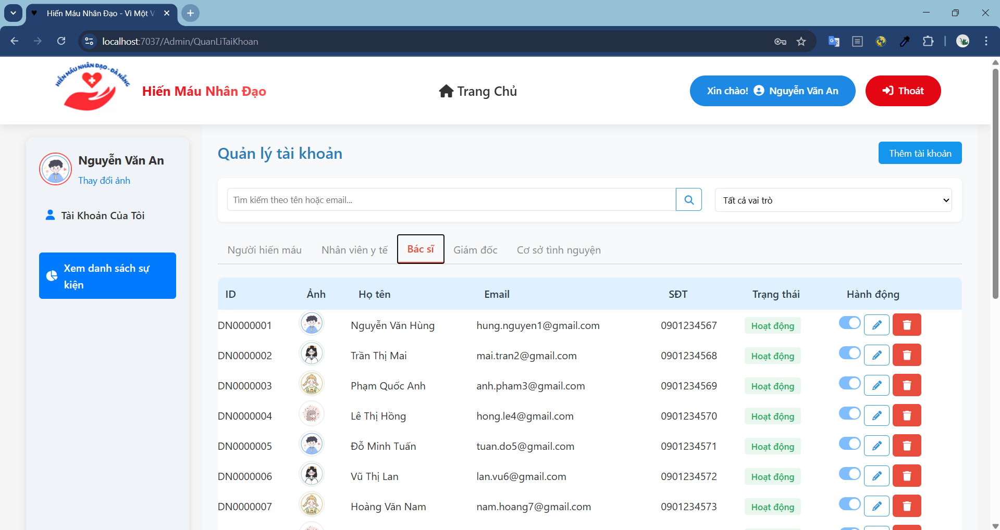 Hiến Máu Nhân Đạo - Vì Một V
localhost:7037/Admin/QuanLiTaiKhoan
HIẾN MÁU NHÂN ĐẠO - ĐÀ NẴNG
Hiến Máu Nhân Đạo
Trang Chủ
Xin chào! Nguyễn Văn An
Thoát
Nguyễn Văn An
Thay đổi ảnh
Tài Khoản Của Tôi
Xem danh sách sự
kiện
Quản lý tài khoản
Thêm tài khoản
Tìm kiếm theo tên hoặc email...
Tất cả vai trò
Người hiến máu Nhân viên y tế Bác sĩ Giám đốc Cơ sở tình nguyện
ID Ảnh Họ tên Email SĐT Trạng thái Hành động
DN0000001 Nguyễn Văn Hùng hung.nguyen1@gmail.com 0901234567 Hoạt động
DN0000002 Trần Thị Mai mai.tran2@gmail.com 0901234568 Hoạt động
DN0000003 Phạm Quốc Anh anh.pham3@gmail.com 0901234569 Hoạt động
DN0000004 Lê Thị Hồng hong.le4@gmail.com 0901234570 Hoạt động
DN0000005 Đỗ Minh Tuấn tuan.do5@gmail.com 0901234571 Hoạt động
DN0000006 Vũ Thị Lan lan.vu6@gmail.com 0901234572 Hoạt động
DN0000007 Hoàng Văn Nam nam.hoang7@gmail.com 0901234573 Hoạt động